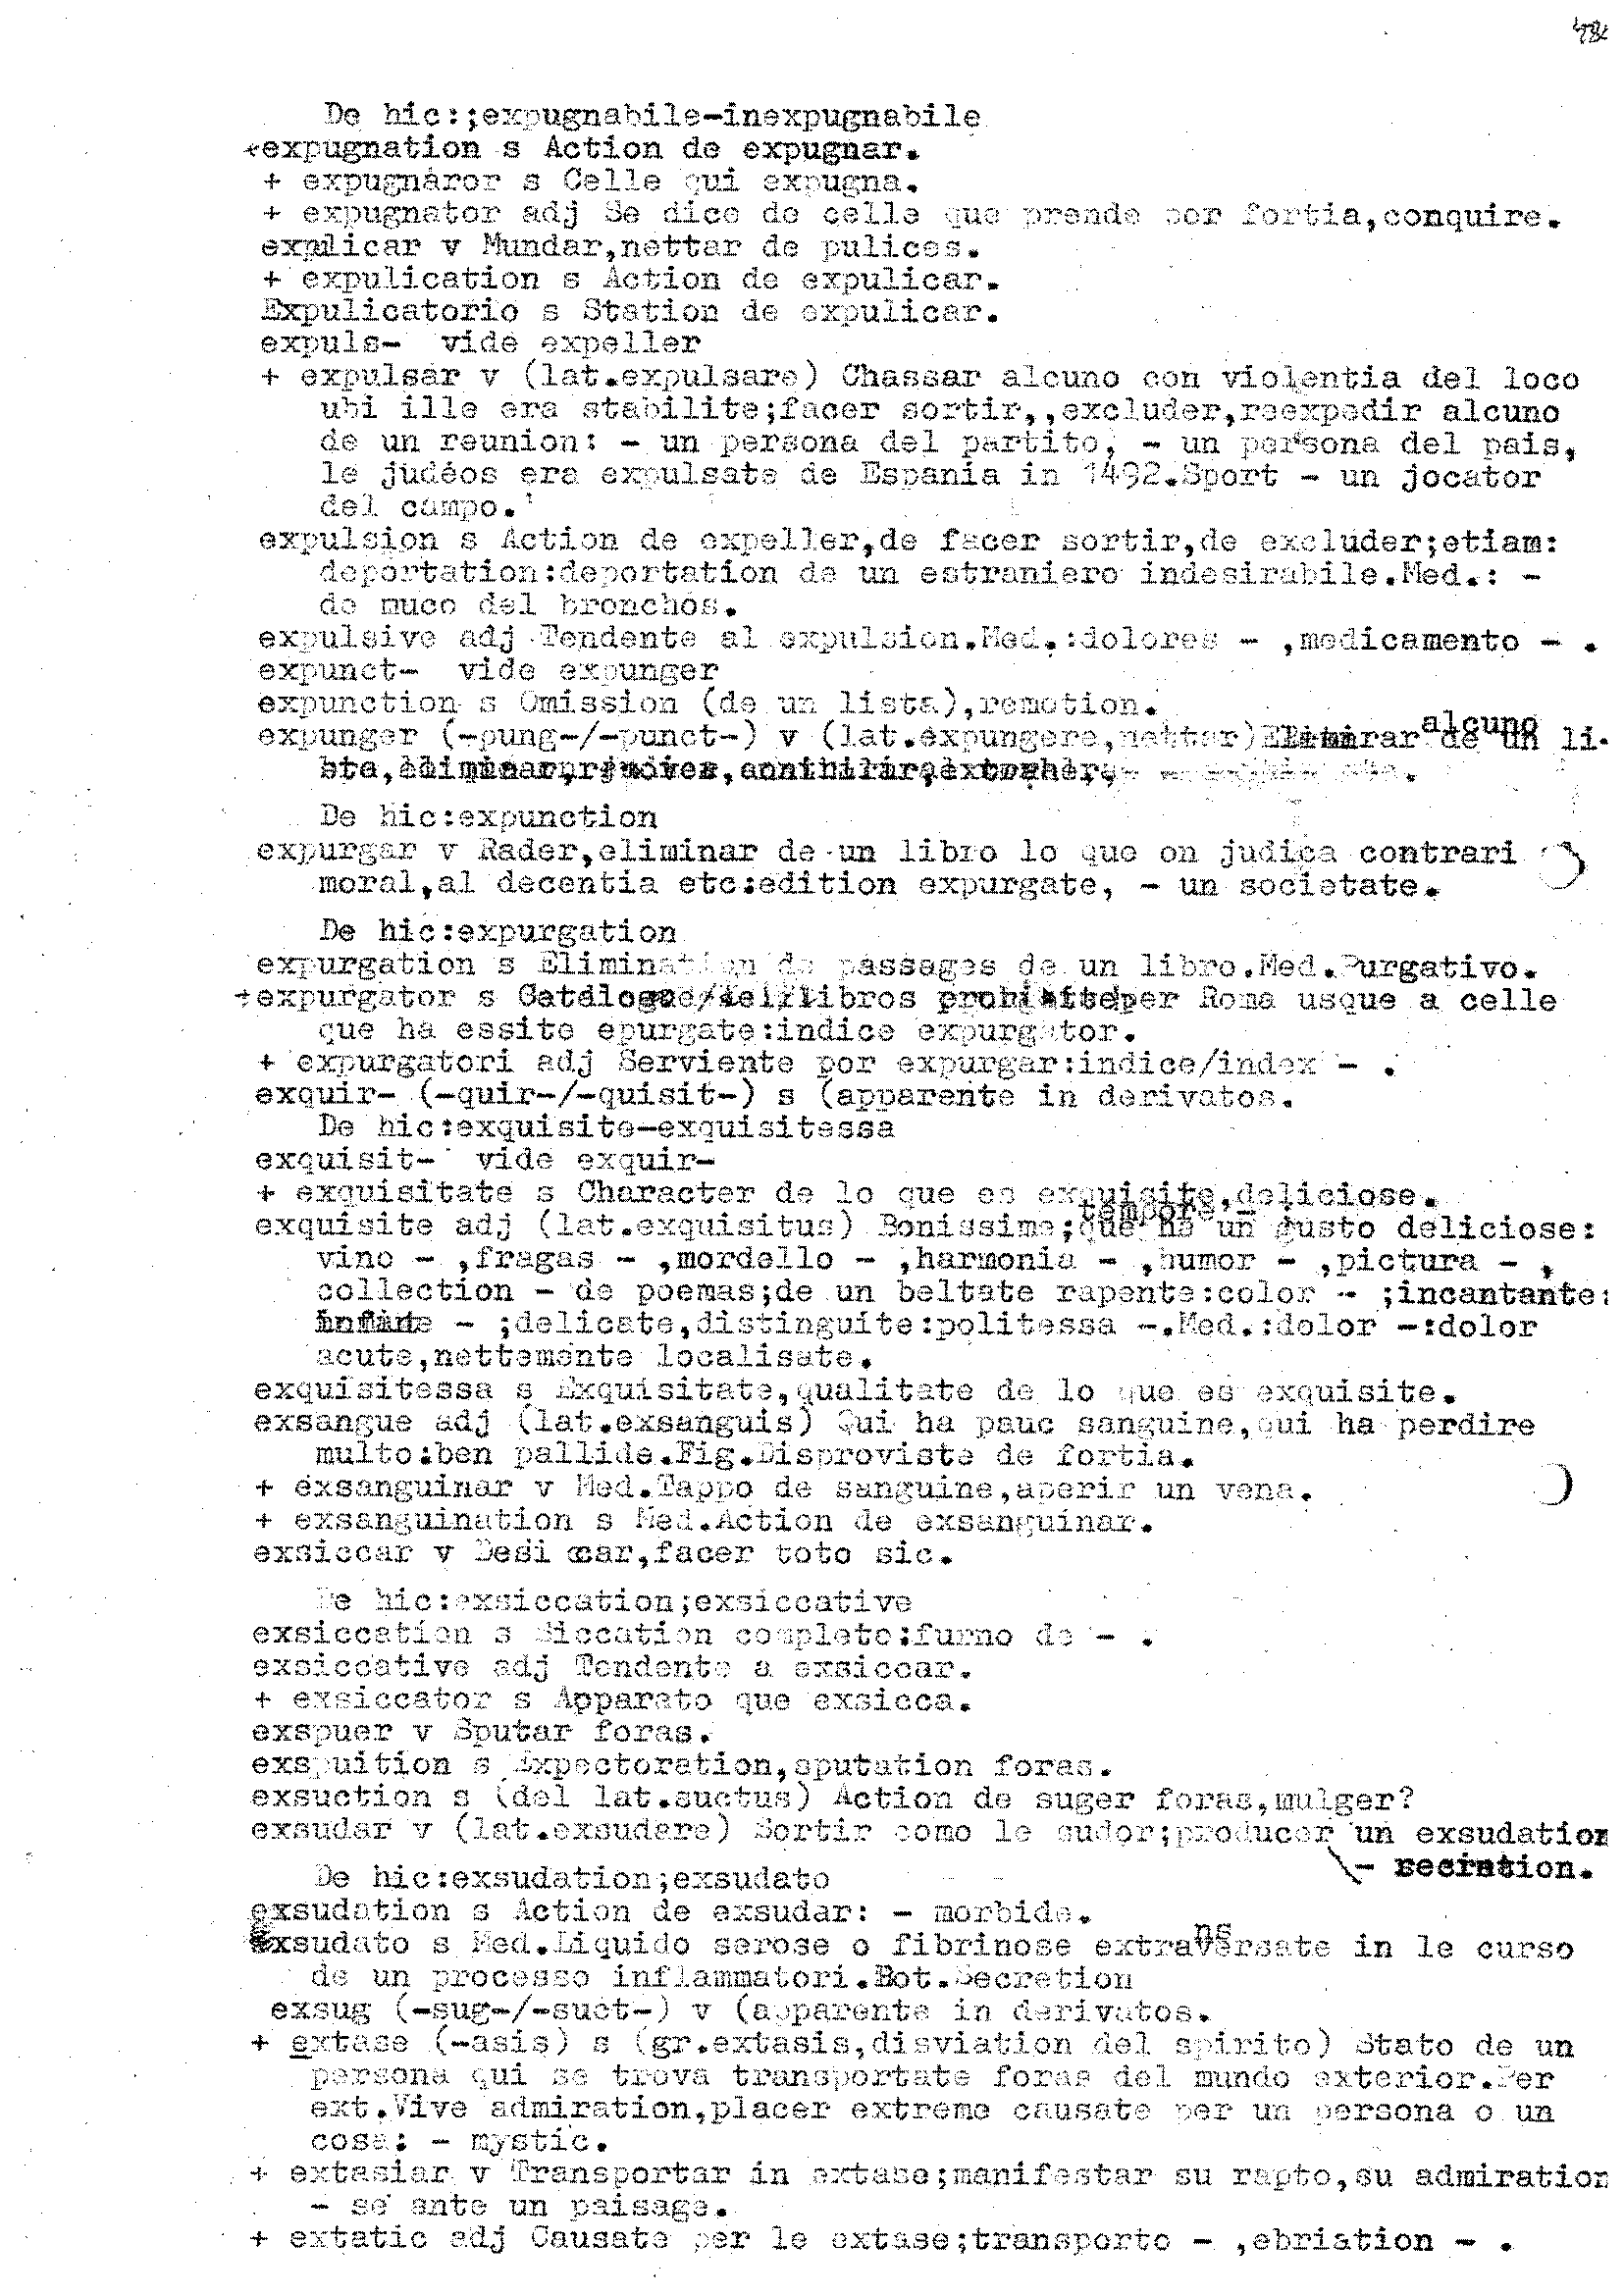 De hic:;expugnabile-inexpugnabile
+expugnation s Action de expugnar.
+ expugnaror s Celle qui expugna.
+ expugnator adj Se dice de celle que prende por fortia,conquire.
expulicar v Mundar,nettar de pulices.
+ expulication s Action de expulicar.
Expulicatorio s Station de expulicar.
expuls- vide expeller
+ expulsar v (lat.expulsare) Chassar alcuno con violentia del loco
ubi ille era stabilite;facer sortir,,excluder,reexpedir alcuno
de un reunion: - un persona del partito, - un persona del pais,
le judéos era expulsate de Espania in 1492.Sport - un jocator
del campo.
expulsion s Action de expeller,de facer sortir,de excluder;etiam:
deportation:deportation de un estraniero indesirabile.Med.: -
de muco del bronchos.
expulsive adj Tendente al expulsion.Med.:dolores - ,medicamento - .
expunct- vide expunger
expunction s Omission (de un lista),remotion.
alcuno
expunger (-pung-/-punct-) v (lat.expungere,nettar) de un li-
sta,
De hic:expunction
expurgar v Rader,eliminar de un libro lo que on judica contrari
moral,al decentia etc:edition expurgate, - un societate.
De hic:expurgation
expurgation s Elimination de passages de un libro.Med.Purgativo.
+expurgator s libros per Roma usque a celle
que ha essite epurgate:indice expurgator.
+ expurgatori adj Serviente por expurgar:indice/index - .
exquir- (-quir-/-quisit-) s (apparente in derivatos.
De hic:exquisite-exquisitessa
exquisit- vide exquir-
+ exquisitate s Character de lo que es exquisite,deliciose.
tempore -
exquisite adj (lat.exquisitus) Bonissime;que ha un gusto deliciose:
vino - ,fragas - ,mordello - ,harmonia - ,humor - ,pictura - ,
collection - de poemas;de un beltate rapente:color - ;incantante:
- ;delicate,distinguite:politessa -.Med.:dolor -:dolor
acute,nettemente localisate.
exquisitessa s Exquisitate,qualitate de lo que es exquisite.
exsangue adj (lat.exsanguis) Qui ha pauc sanguine,qui ha perdire
multo:ben pallide.Fig.Disproviste de fortia.
+ exsanguinar v Med.Tappo de sanguine,aperir un vena.
+ exsanguination s Med.Action de exsanguinar.
exsiccar v Desi ccar,facer toto sic.
De hic:exsiccation;exsiccative
exsiccation s Siccation complete:furno de - .
exsiccative adj Tendente a exsiccar.
+ exsiccator s Apparato que exsicca.
exspuer v Sputar foras.
exspuition s Expectoration,sputation foras.
exsuction s (del lat.suctus) Action de suger foras,mulger?
exsudar v (lat.exsudare) Sortir como le sudor;producer un exsudation
-
De hic:exsudation;exsudato
exsudation s Action de exsudar: - morbide.
ns
exsudato s Med.Liquido serose o fibrinose extraversate in le curso
de un processo inflammatori.Bot.Secretion
exsug (-sug-/-suct-) v (apparente in derivatos.
+ extase (-asis) s (gr.extasis,disviation del spirito) Stato de un
persona qui se trova transportate foras del mundo exterior.Per
ext.Vive admiration,placer extreme causate per un persona o un
cosa: - mystic.
+ extasiar v Transportar in extase;manifestar su rapto,su admiration
- se ante un paisage.
+ extatic adj Causate per le extase;transporto - ,ebriation - .